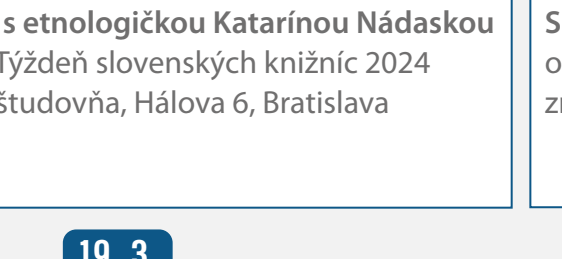 s etnologičkou Katarínou Nádaskou
Týždeň slovenských knižníc 2024
študovňa, Hálova 6, Bratislava
19. 3.